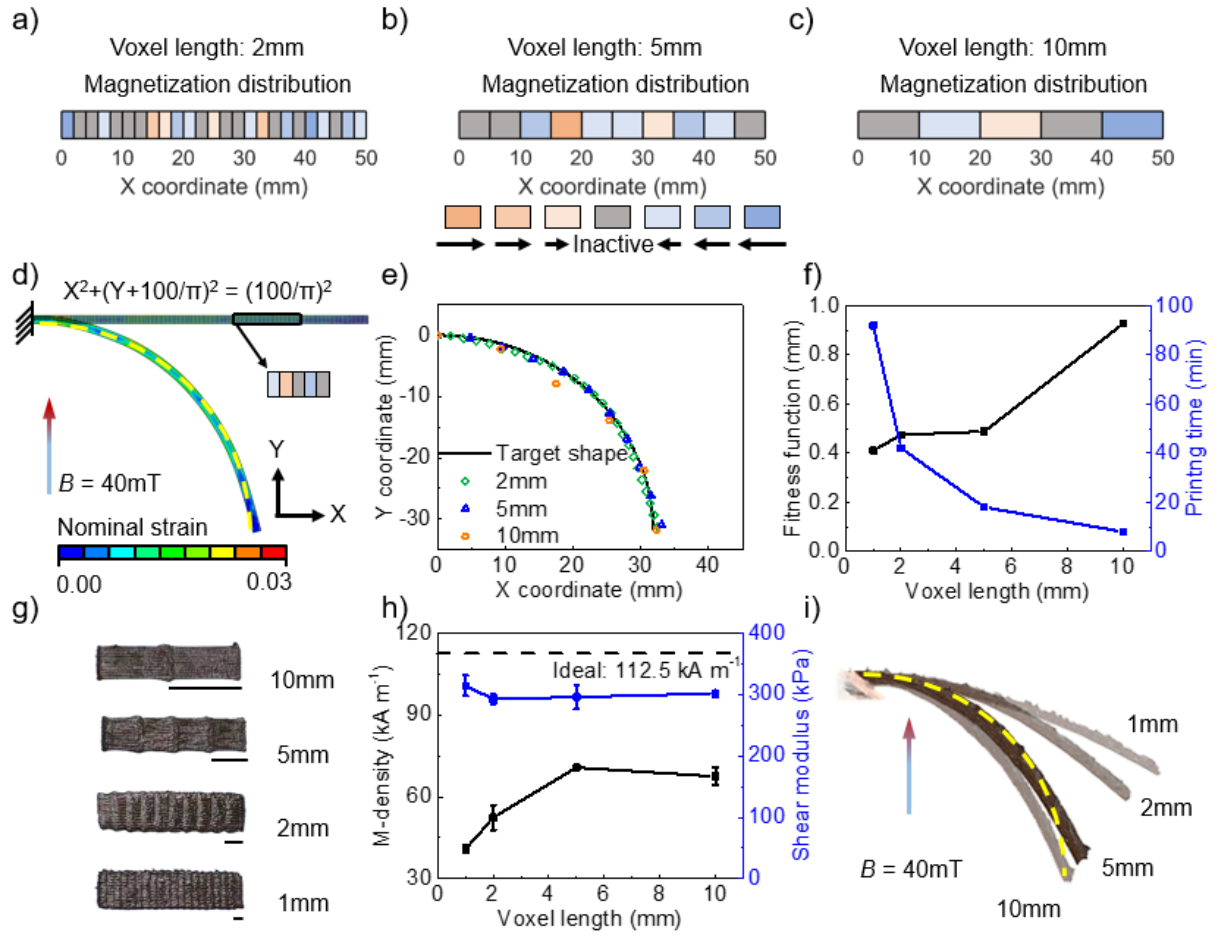 a)
Voxel length: 2mm
Magnetization distribution
0 10 20 30 40 50
X coordinate (mm)
b)
Voxel length: 5mm
Magnetization distribution
0 10 20 30 40 50
X coordinate (mm)
Inactive
c)
Voxel length: 10mm
Magnetization distribution
0 10 20 30 40 50
X coordinate (mm)
d)
X²+(Y+100/π)² = (100/π)²
B = 40mT
Y
X
Nominal strain
0.00 0.03
e)
Y coordinate (mm)
0
-10
-20
-30
Target shape
2mm
5mm
10mm
0 10 20 30 40
X coordinate (mm)
f)
Fitness function (mm)
1.0
0.8
0.6
0.4
0.2
0.0
100
80
60
40
20
0
Printng time (min)
0 2 4 6 8 10
Voxel length (mm)
g)
10mm
5mm
2mm
1mm
h)
M-density (kA m⁻¹)
120
90
60
30
Ideal: 112.5 kA m⁻¹
400
300
200
100
0
Shear modulus (kPa)
0 2 4 6 8 10
Voxel length (mm)
i)
1mm
2mm
5mm
10mm
B = 40mT